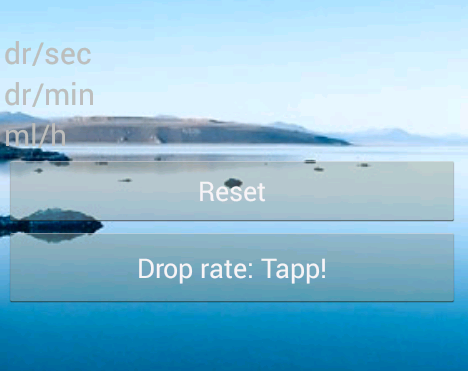 dr/sec
dr/min
ml/h
Reset
Drop rate: Tapp!